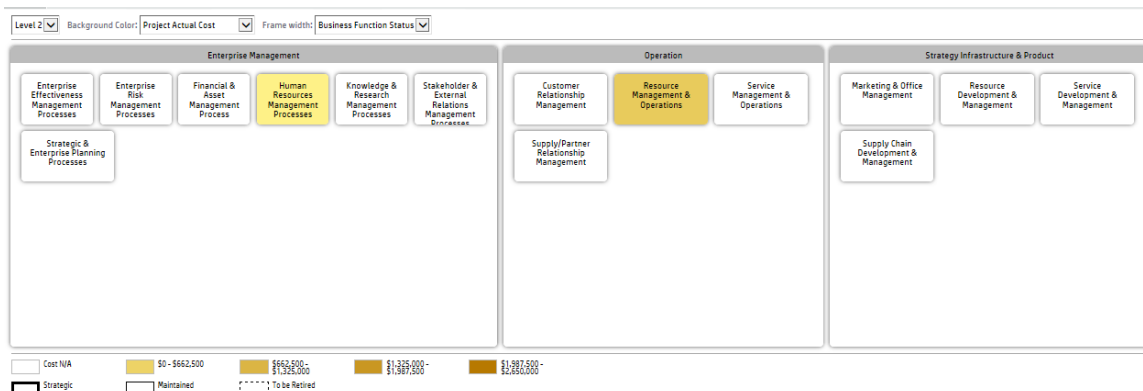 Level 2 Background Color: Project Actual Cost Frame width: Business Function Status
Enterprise Management
Operation
Strategy Infrastructure & Product
Enterprise
Effectiveness
Management
Processes
Enterprise
Risk
Management
Processes
Financial &
Asset
Management
Process
Human
Resources
Management
Processes
Knowledge &
Research
Management
Processes
Stakeholder &
External
Relations
Management
Processes
Strategic &
Enterprise Planning
Processes
Customer
Relationship
Management
Resource
Management &
Operations
Service
Management &
Operations
Supply/Partner
Relationship
Management
Marketing & Office
Management
Resource
Development &
Management
Service
Development &
Management
Supply Chain
Development &
Management
Cost N/A
$0 - $662,500
$662,500 -
$1,325,000
$1,325,000 -
$1,987,500
$1,987,500 -
$2,650,000
Strategic
Maintained
To be Retired